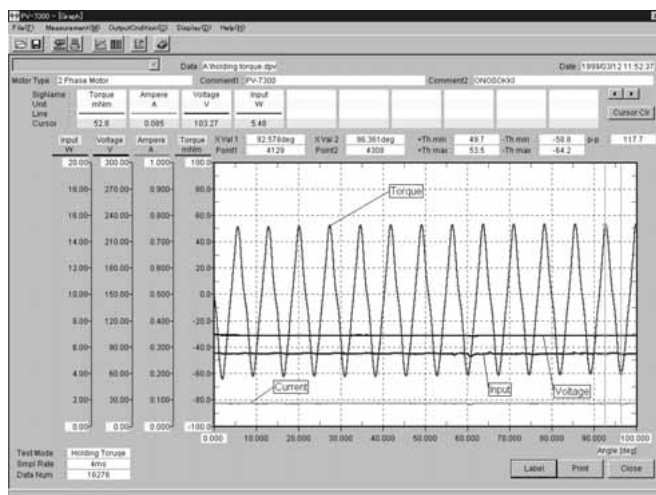 PV-7300 - [Graph]
File(F) Measurement(M) OutputCondition(O) Display(D) Help(H)
Data : A:\holding torque.dpv Date : 1999/03/12 11:52:37
Motor Type : 2 Phase Motor Comment1 : PV-7300 Comment2 : ONOSOKKI
SigName : Torque Ampere Voltage Input
Unit : mNm A V W
Line
Cursor 52.8 0.085 103.27 5.48 Cursor Clr
Input Voltage Ampere Torque X Val 1 92.578deg X Val 2 96.361deg +Th min 49.7 -Th min -58.8 p-p 117.7
W V A mNm Point1 4129 Point2 4309 +Th max 53.5 -Th max -64.2
20.00 300.00 1.000 100.0
18.00 270.00 0.900 80.0
16.00 240.00 0.800 60.0
Torque
14.00 210.00 0.700 40.0
12.00 180.00 0.600 20.0
10.00 150.00 0.500 0.0
8.00 120.00 0.400 -20.0
6.00 90.00 0.300 -40.0
4.00 60.00 0.200 -60.0
Current Input Voltage
2.00 30.00 0.100 -80.0
0.00 0.00 0.000 -100.0
0.000 10.000 20.000 30.000 40.000 50.000 60.000 70.000 80.000 90.000 100.000
Angle [deg]
Test Mode : Holding Toruqe
Smpl Rate : 4ms
Data Num : 16276
Label Print Close